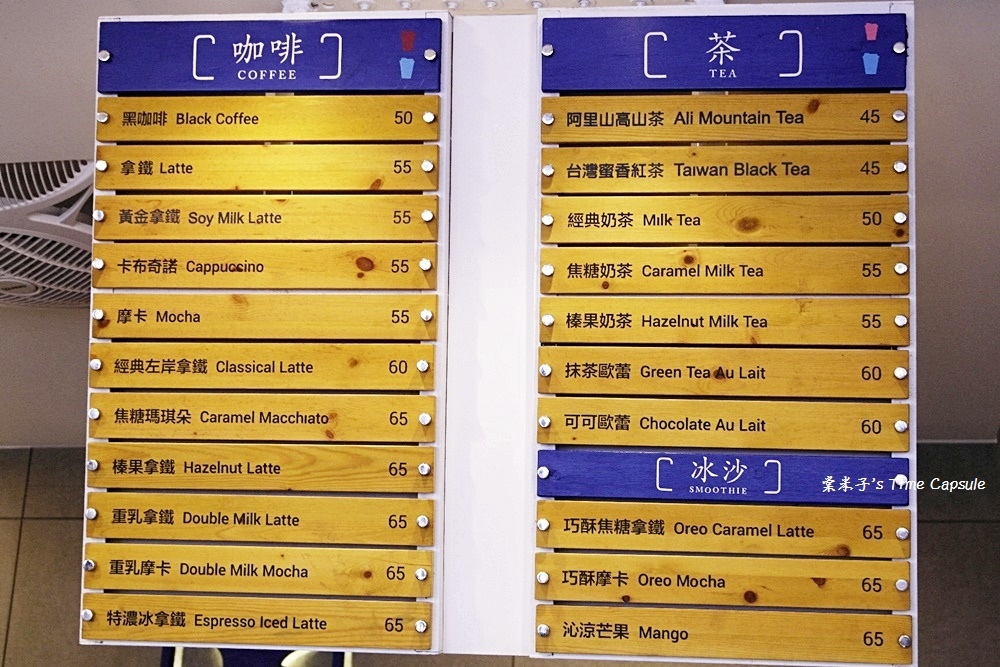 咖啡
COFFEE
黑咖啡 Black Coffee 50
拿鐵 Latte 55
黃金拿鐵 Soy Milk Latte 55
卡布奇諾 Cappuccino 55
摩卡 Mocha 55
經典左岸拿鐵 Classical Latte 60
焦糖瑪琪朵 Caramel Macchiato 65
榛果拿鐵 Hazelnut Latte 65
重乳拿鐵 Double Milk Latte 65
重乳摩卡 Double Milk Mocha 65
特濃冰拿鐵 Espresso Iced Latte 65
茶
TEA
阿里山高山茶 Ali Mountain Tea 45
台灣蜜香紅茶 Taiwan Black Tea 45
經典奶茶 Milk Tea 50
焦糖奶茶 Caramel Milk Tea 55
榛果奶茶 Hazelnut Milk Tea 55
抹茶歐蕾 Green Tea Au Lait 60
可可歐蕾 Chocolate Au Lait 60
冰沙
SMOOTHIE
巧酥焦糖拿鐵 Oreo Caramel Latte 65
巧酥摩卡 Oreo Mocha 65
沁涼芒果 Mango 65
粟米子's Time Capsule